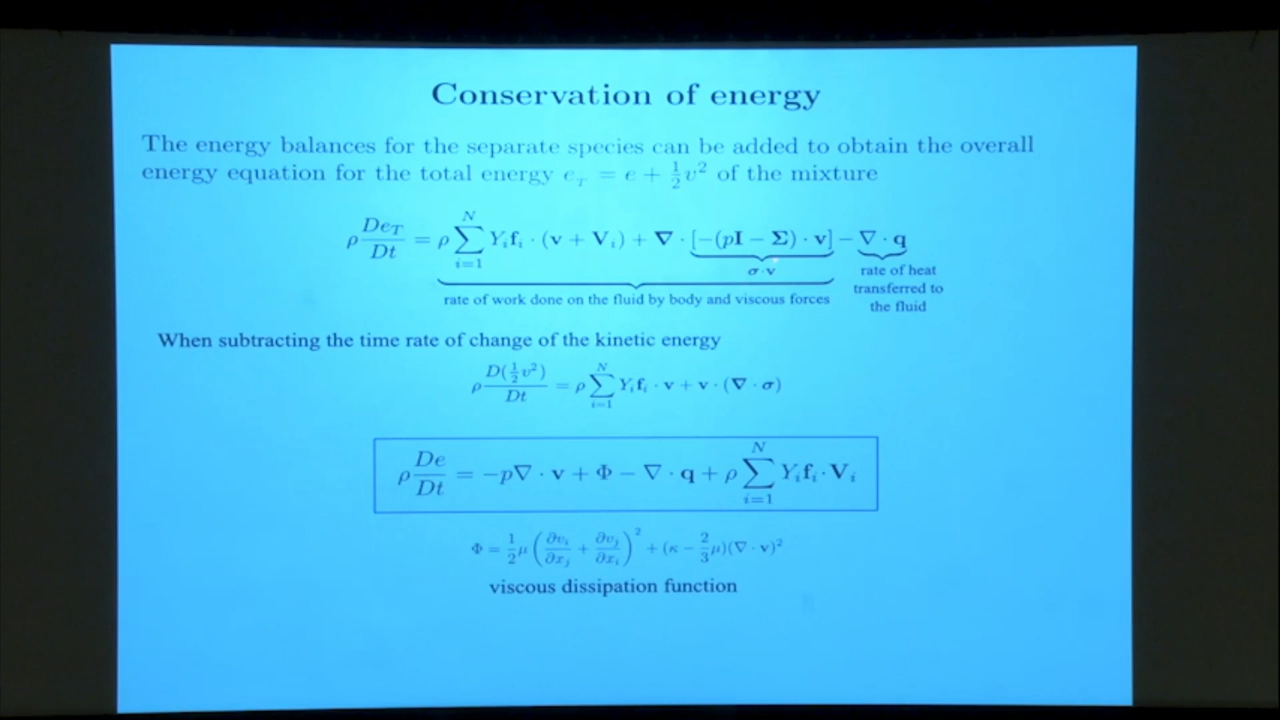 Conservation of energy
The energy balances for the separate species can be added to obtain the overall
energy equation for the total energy e_T = e + ½v² of the mixture
ρ De_T/Dt = ρ ∑_{i=1}^{N} Y_i f_i · (v + V_i) + ∇ · [−(pI − Σ) · v] − ∇ · q
σ·v
rate of work done on the fluid by body and viscous forces
rate of heat
transferred to
the fluid
When subtracting the time rate of change of the kinetic energy
ρ D(½v²)/Dt = ρ ∑_{i=1}^{N} Y_i f_i · v + v · (∇ · σ)
ρ De/Dt = −p∇ · v + Φ − ∇ · q + ρ ∑_{i=1}^{N} Y_i f_i · V_i
Φ = ½μ (∂v_i/∂x_j + ∂v_j/∂x_i)² + (κ − ⅔μ)(∇ · v)²
viscous dissipation function